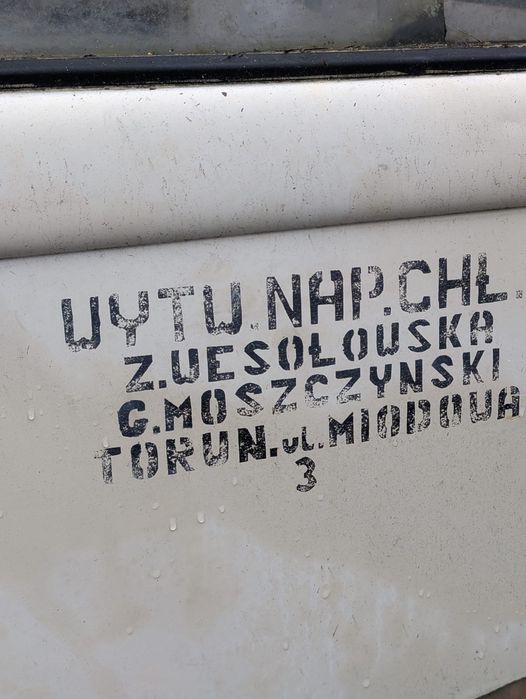 WYTW.NAP.CHŁ.
Z.WESOŁOWSKA
G.MOSZCZYNSKI
TORUN.ul.MIODOWA
3